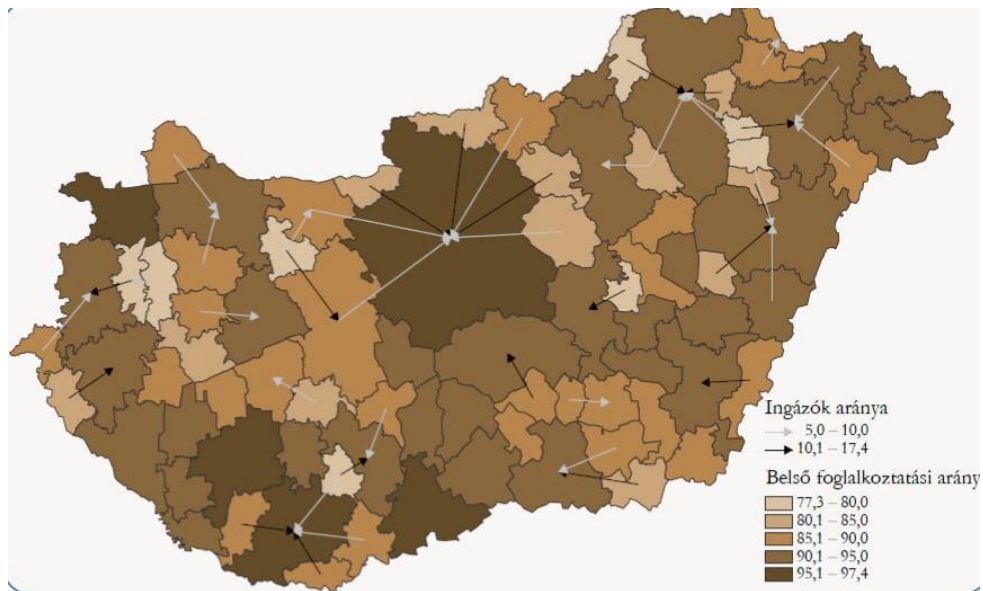 Ingázók aránya
5,0 – 10,0
10,1 – 17,4
Belső foglalkoztatási arány
77,3 – 80,0
80,1 – 85,0
85,1 – 90,0
90,1 – 95,0
95,1 – 97,4